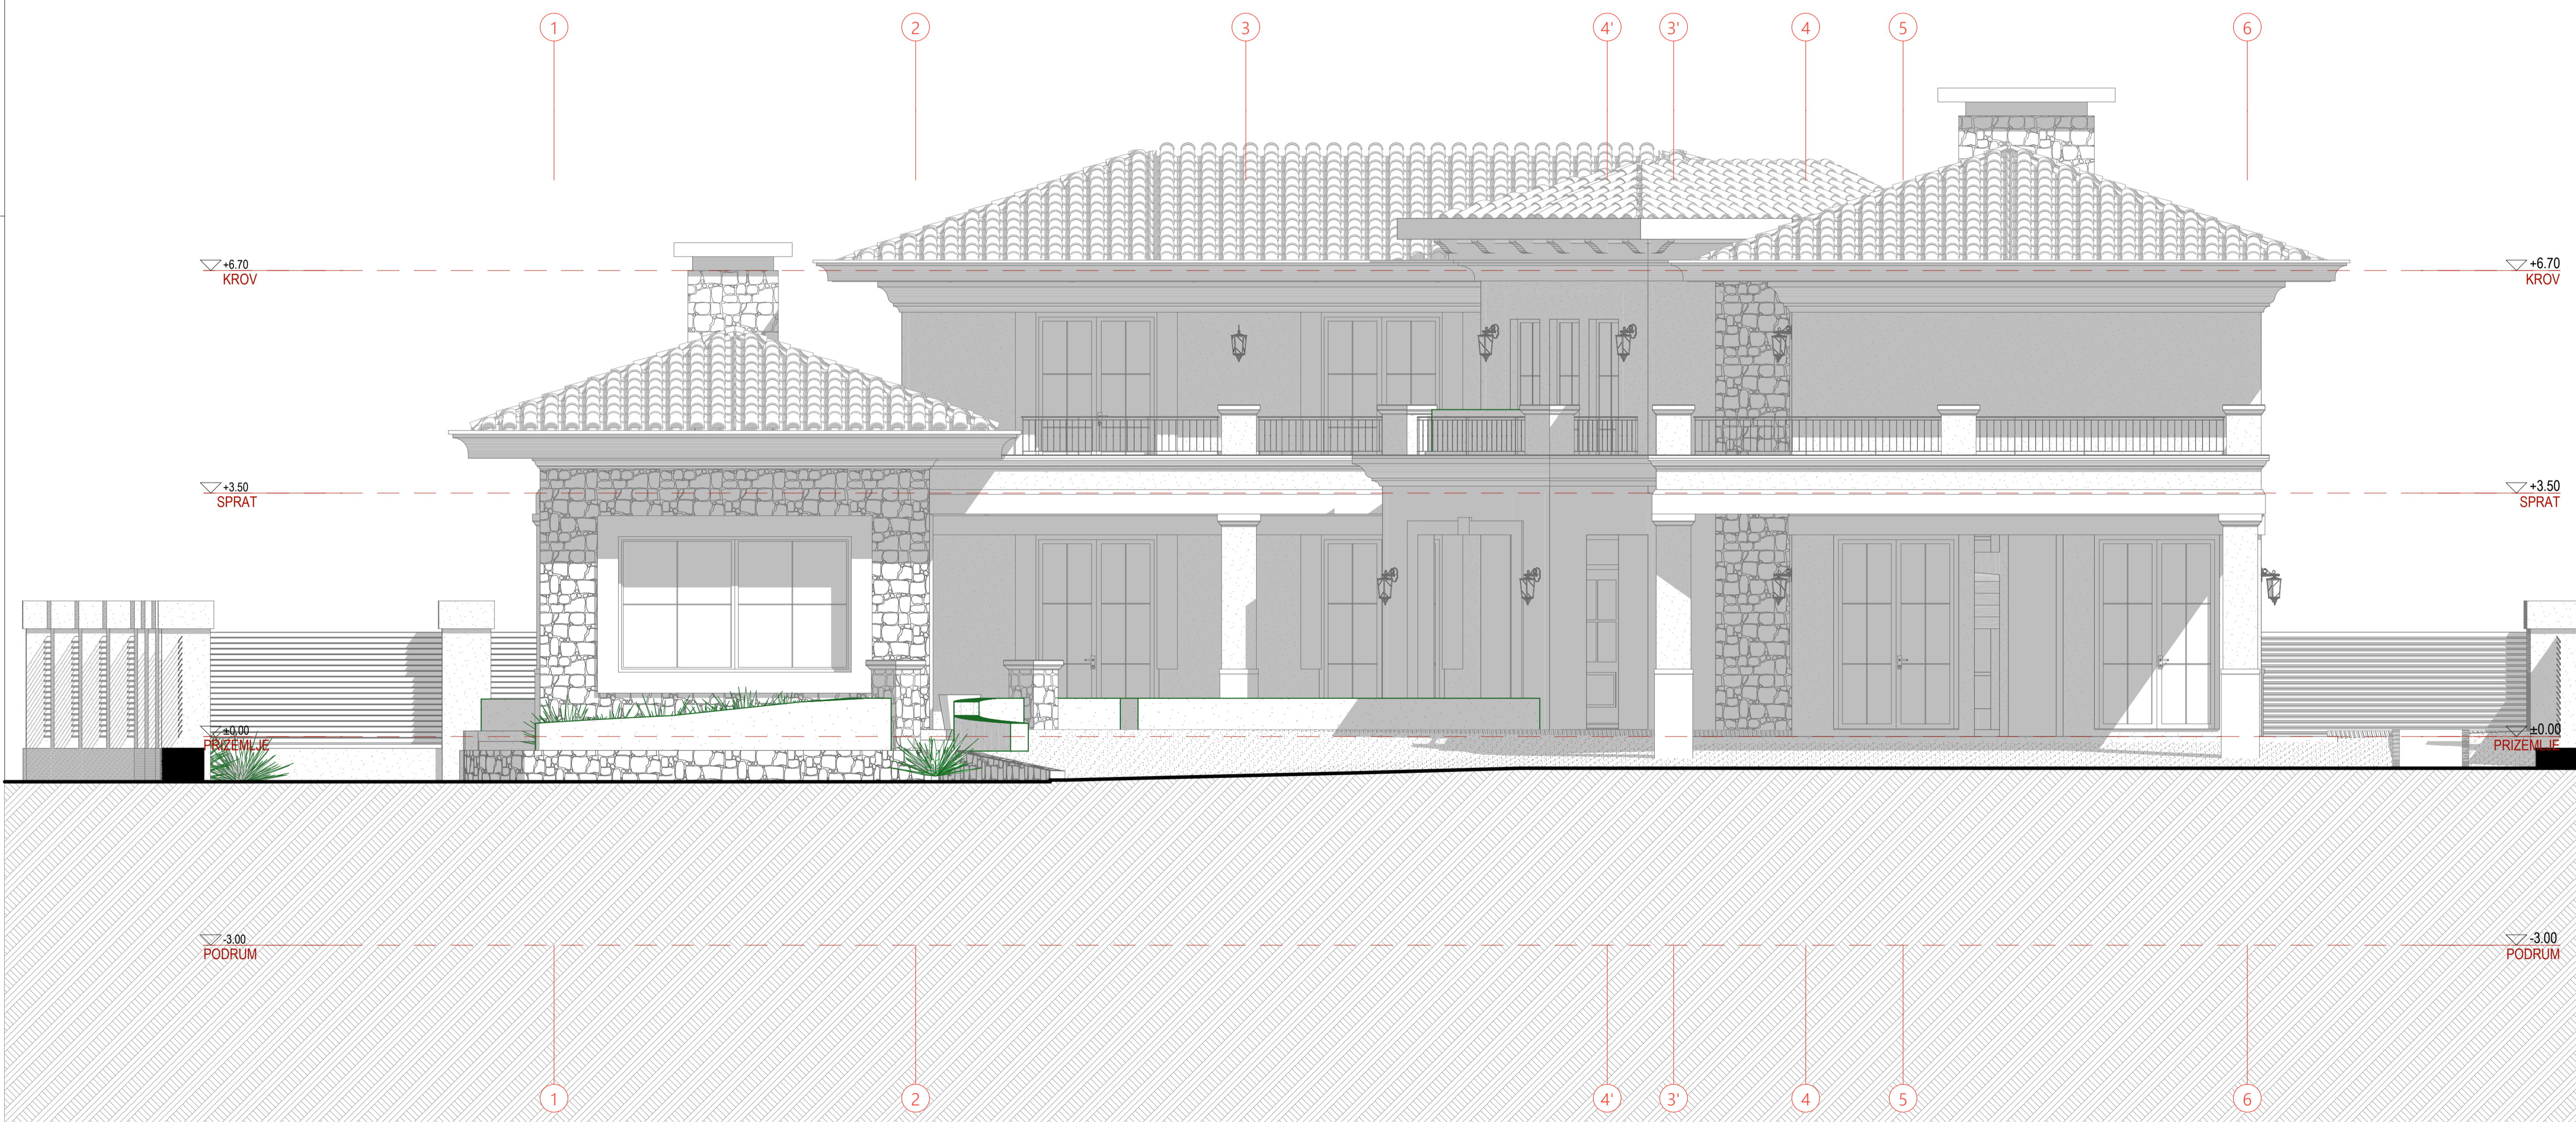 1 2 3 4' 3' 4 5 6
+6.70 +6.70
KROV KROV
+3.50 +3.50
SPRAT SPRAT
±0.00 ±0.00
PRIZEMLJE PRIZEMLJE
-3.00 -3.00
PODRUM PODRUM
1 2 4' 3' 4 5 6